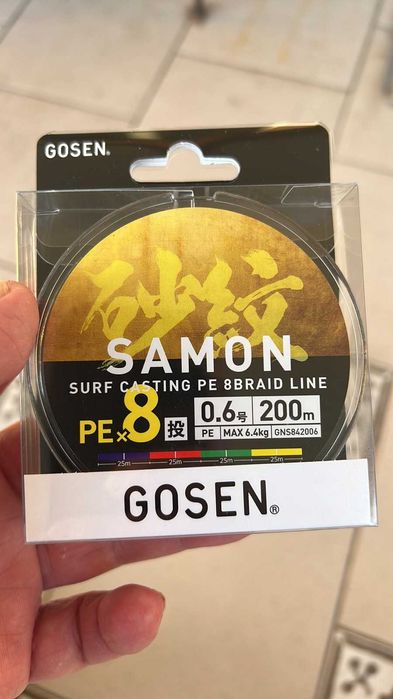 GOSEN®
砂紋
SAMON
SURF CASTING PE 8BRAID LINE
PE×8 投
0.6号 200m
PE MAX 6.4kg GNS842006
25m 25m 25m 25m
GOSEN®